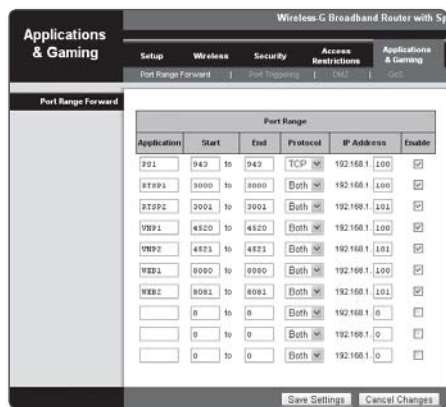 Wireless-G Broadband Router with Sp
Applications & Gaming
Setup Wireless Security Access Restrictions Applications & Gaming
Port Range Forward | Port Triggering | DMZ | QoS
Port Range Forward
Port Range
Application Start End Protocol IP Address Enable
PS1 943 to 943 TCP 192.168.1. 100
RTSP1 3000 to 3000 Both 192.168.1. 100
RTSP2 3001 to 3001 Both 192.168.1. 101
VNP1 4520 to 4520 Both 192.168.1. 100
VNP2 4521 to 4521 Both 192.168.1. 101
WEB1 8080 to 8080 Both 192.168.1. 100
WEB2 8081 to 8081 Both 192.168.1. 101
0 to 0 Both 192.168.1. 0
0 to 0 Both 192.168.1. 0
0 to 0 Both 192.168.1. 0
Save Settings Cancel Changes